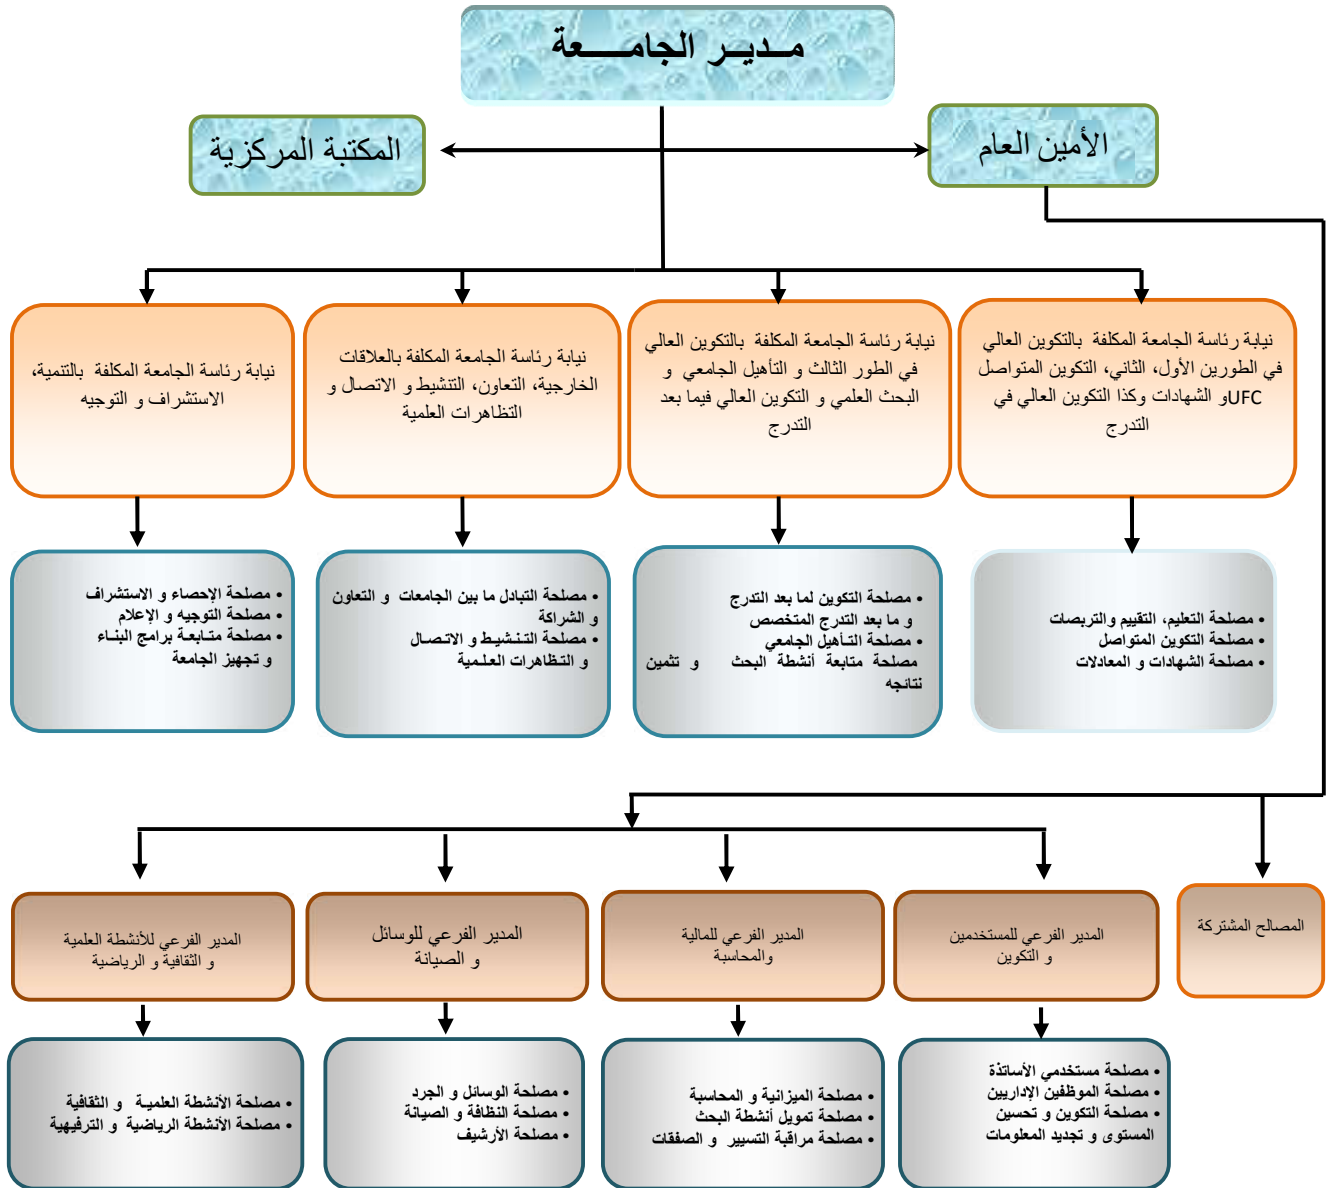 مـديـر الجامـــعة
الأمين العام
المكتبة المركزية
نيابة رئاسة الجامعة المكلفة بالتكوين العالي
في الطورين الأول، الثاني، التكوين المتواصل
UFCو الشهادات وكذا التكوين العالي في
التدرج
نيابة رئاسة الجامعة المكلفة بالتكوين العالي
في الطور الثالث و التأهيل الجامعي و
البحث العلمي و التكوين العالي فيما بعد
التدرج
نيابة رئاسة الجامعة المكلفة بالعلاقات
الخارجية، التعاون، التنشيط و الاتصال و
التظاهرات العلمية
نيابة رئاسة الجامعة المكلفة بالتنمية،
الاستشراف و التوجيه
• مصلحة التعليم، التقييم والتربصات
• مصلحة التكوين المتواصل
• مصلحة الشهادات و المعادلات
• مصلحة التكوين لما بعد التدرج
و ما بعد التدرج المتخصص
• مصلحة التأهيل الجامعي
مصلحة متابعة أنشطة البحث و تثمين
نتائجه
• مصلحة التبادل ما بين الجامعات و التعاون
و الشراكة
• مصلحة التنشيط و الاتصال
و التظاهرات العلمية
• مصلحة الإحصاء و الاستشراف
• مصلحة التوجيه و الإعلام
• مصلحة متابعة برامج البناء
و تجهيز الجامعة
المصالح المشتركة
المدير الفرعي للمستخدمين
و التكوين
المدير الفرعي للمالية
والمحاسبة
المدير الفرعي للوسائل
و الصيانة
المدير الفرعي للأنشطة العلمية
و الثقافية و الرياضية
• مصلحة مستخدمي الأساتذة
• مصلحة الموظفين الإداريين
• مصلحة التكوين و تحسين
المستوى و تجديد المعلومات
• مصلحة الميزانية و المحاسبة
• مصلحة تمويل أنشطة البحث
• مصلحة مراقبة التسيير و الصفقات
• مصلحة الوسائل و الجرد
• مصلحة النظافة و الصيانة
• مصلحة الأرشيف
• مصلحة الأنشطة العلمية و الثقافية
• مصلحة الأنشطة الرياضية و الترفيهية